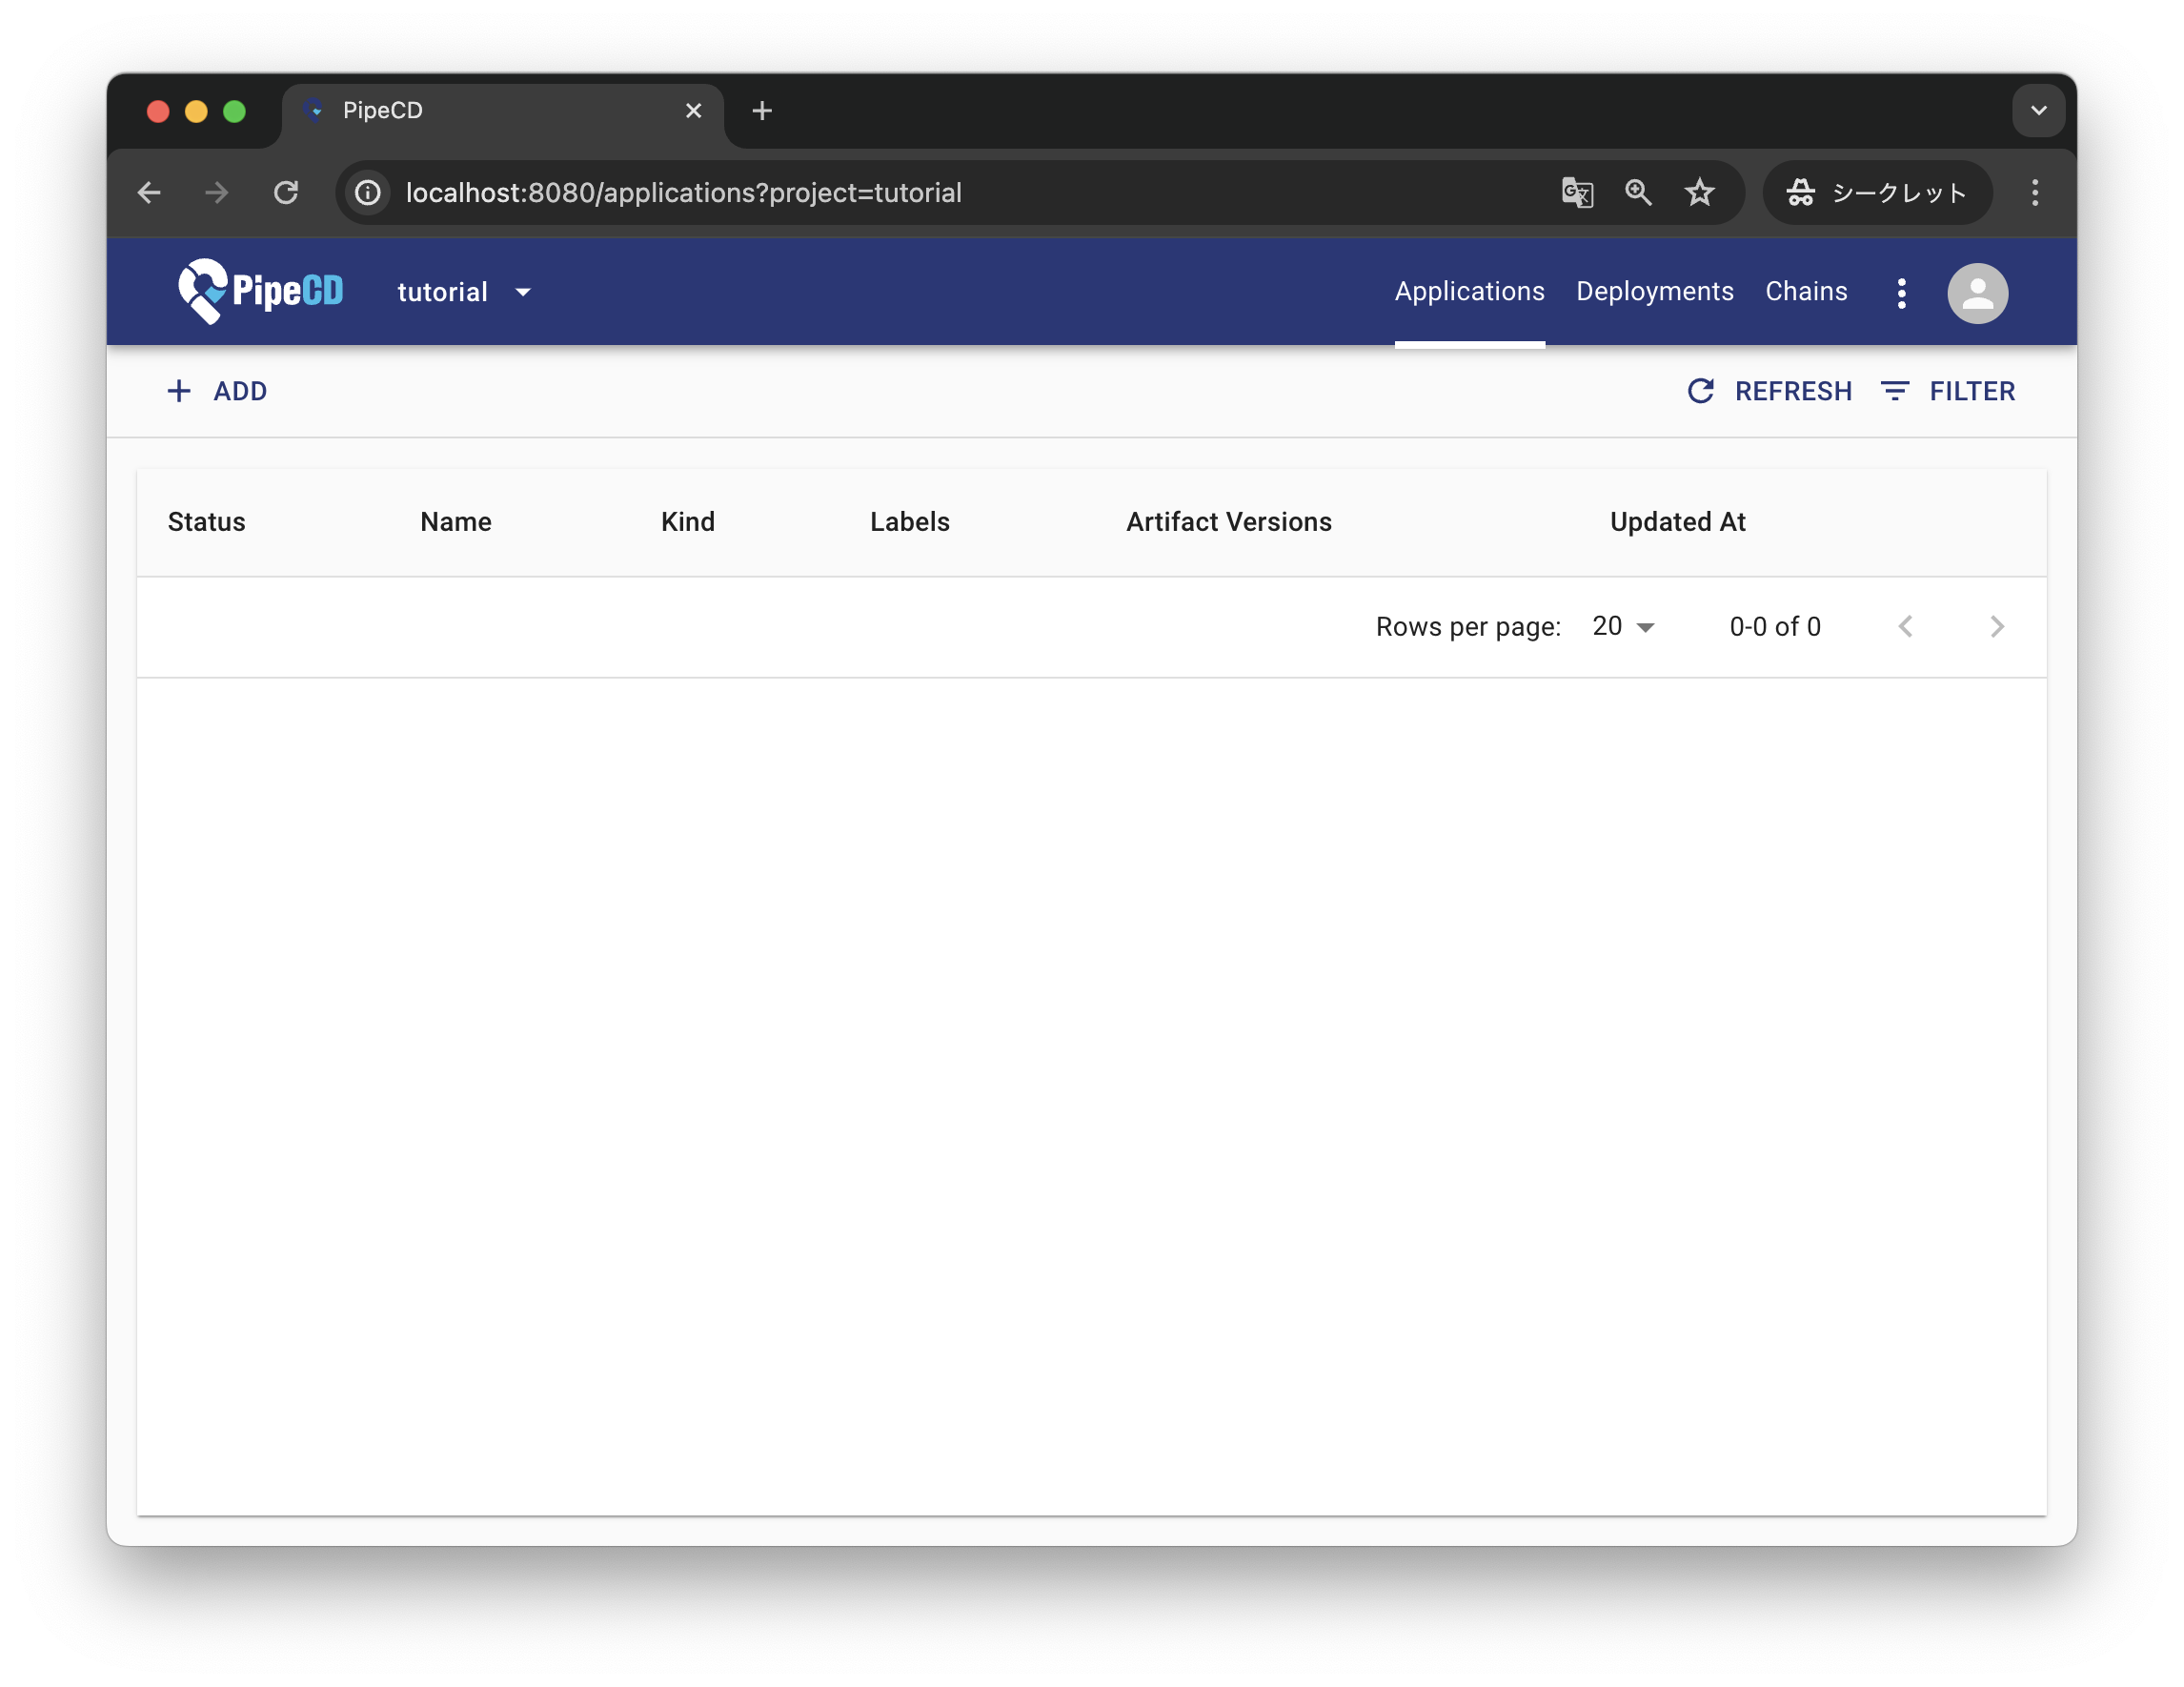 PipeCD
localhost:8080/applications?project=tutorial
シークレット
PipeCD
tutorial
Applications
Deployments
Chains
ADD
REFRESH
FILTER
Status
Name
Kind
Labels
Artifact Versions
Updated At
Rows per page:
20
0-0 of 0